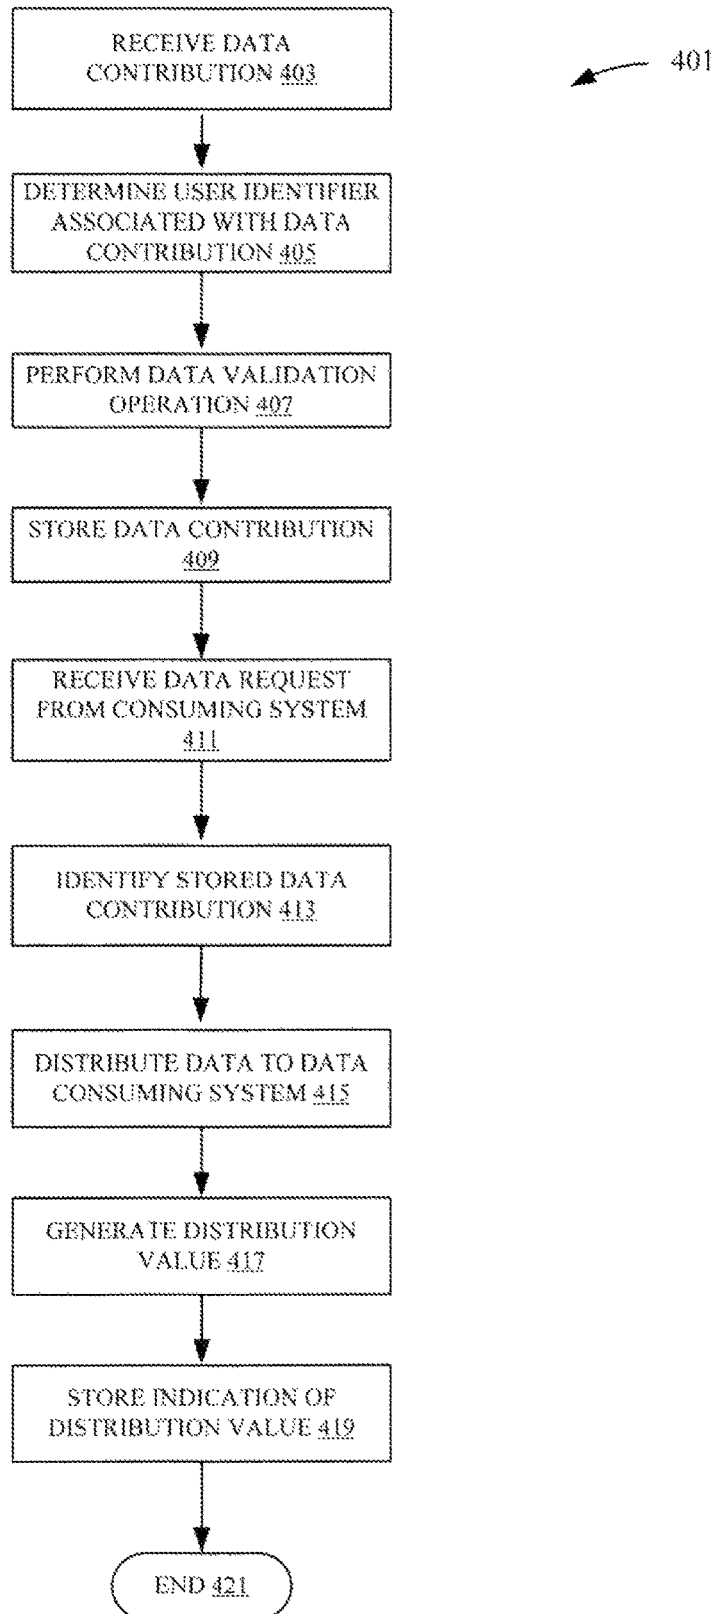 RECEIVE DATA
CONTRIBUTION 403
401
DETERMINE USER IDENTIFIER
ASSOCIATED WITH DATA
CONTRIBUTION 405
PERFORM DATA VALIDATION
OPERATION 407
STORE DATA CONTRIBUTION
409
RECEIVE DATA REQUEST
FROM CONSUMING SYSTEM
411
IDENTIFY STORED DATA
CONTRIBUTION 413
DISTRIBUTE DATA TO DATA
CONSUMING SYSTEM 415
GENERATE DISTRIBUTION
VALUE 417
STORE INDICATION OF
DISTRIBUTION VALUE 419
END 421